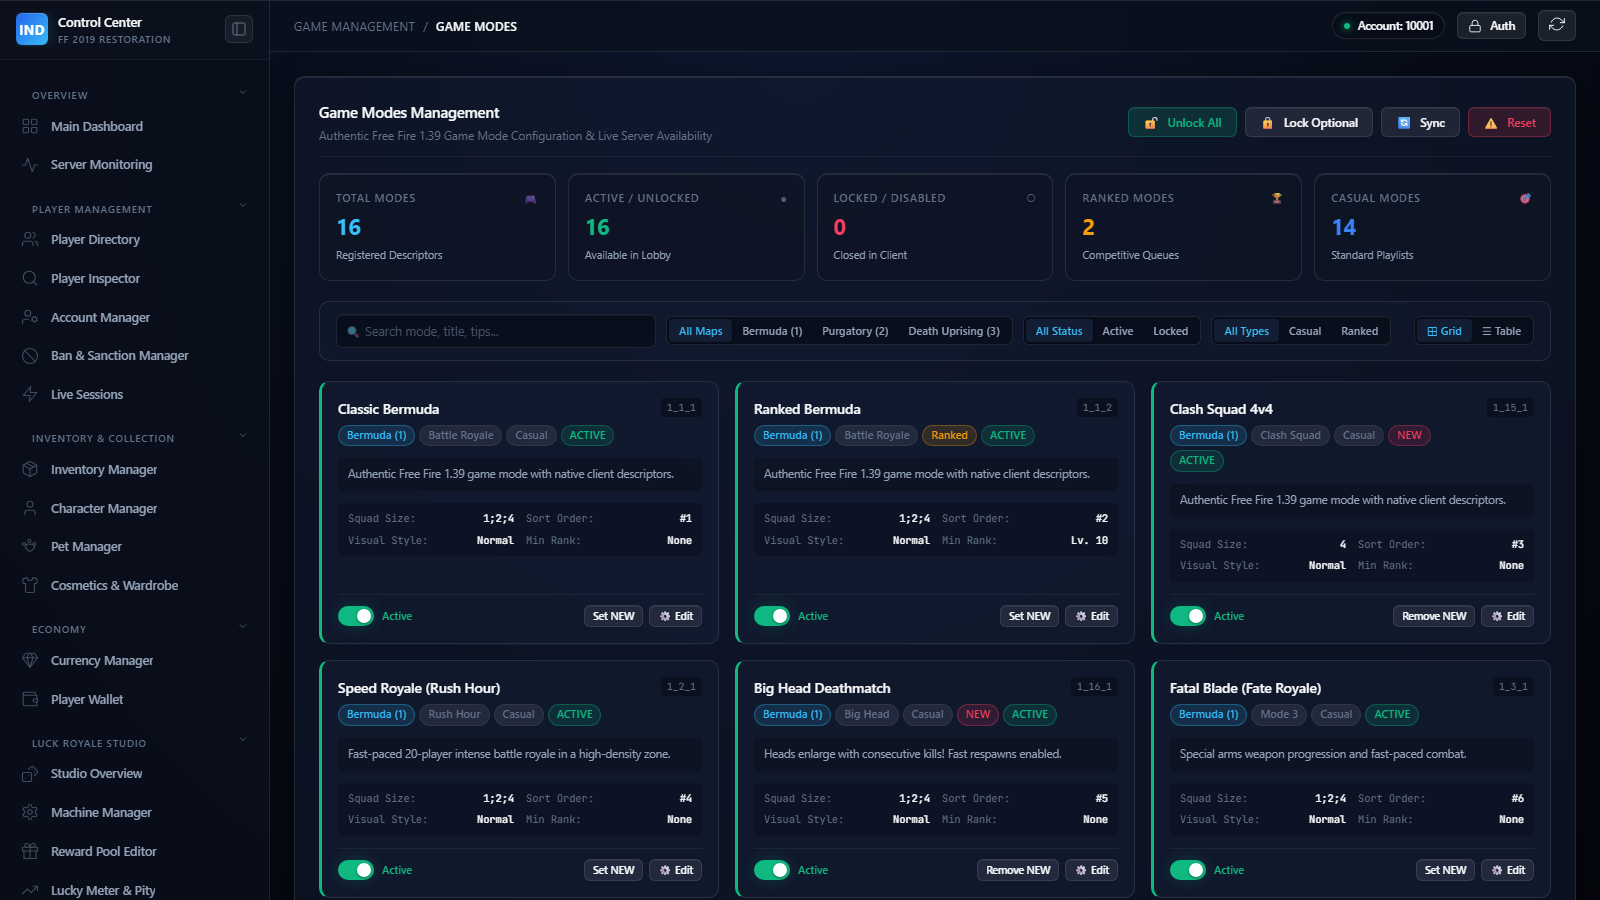 IND
Control Center
FF 2019 RESTORATION
GAME MANAGEMENT / GAME MODES
Account: 10001
Auth
OVERVIEW
Main Dashboard
Server Monitoring
PLAYER MANAGEMENT
Player Directory
Player Inspector
Account Manager
Ban & Sanction Manager
Live Sessions
INVENTORY & COLLECTION
Inventory Manager
Character Manager
Pet Manager
Cosmetics & Wardrobe
ECONOMY
Currency Manager
Player Wallet
LUCK ROYALE STUDIO
Studio Overview
Machine Manager
Reward Pool Editor
Lucky Meter & Pity
Game Modes Management
Authentic Free Fire 1.39 Game Mode Configuration & Live Server Availability
Unlock All
Lock Optional
Sync
Reset
TOTAL MODES
16
Registered Descriptors
ACTIVE / UNLOCKED
16
Available in Lobby
LOCKED / DISABLED
0
Closed in Client
RANKED MODES
2
Competitive Queues
CASUAL MODES
14
Standard Playlists
Search mode, title, tips...
All Maps Bermuda (1) Purgatory (2) Death Uprising (3)
All Status Active Locked
All Types Casual Ranked
Grid Table
Classic Bermuda 1_1_1
Bermuda (1) Battle Royale Casual ACTIVE
Authentic Free Fire 1.39 game mode with native client descriptors.
Squad Size: 1;2;4 Sort Order: #1
Visual Style: Normal Min Rank: None
Active Set NEW Edit
Ranked Bermuda 1_1_2
Bermuda (1) Battle Royale Ranked ACTIVE
Authentic Free Fire 1.39 game mode with native client descriptors.
Squad Size: 1;2;4 Sort Order: #2
Visual Style: Normal Min Rank: Lv. 10
Active Set NEW Edit
Clash Squad 4v4 1_15_1
Bermuda (1) Clash Squad Casual NEW
ACTIVE
Authentic Free Fire 1.39 game mode with native client descriptors.
Squad Size: 4 Sort Order: #3
Visual Style: Normal Min Rank: None
Active Remove NEW Edit
Speed Royale (Rush Hour) 1_2_1
Bermuda (1) Rush Hour Casual ACTIVE
Fast-paced 20-player intense battle royale in a high-density zone.
Squad Size: 1;2;4 Sort Order: #4
Visual Style: Normal Min Rank: None
Active Set NEW Edit
Big Head Deathmatch 1_16_1
Bermuda (1) Big Head Casual NEW ACTIVE
Heads enlarge with consecutive kills! Fast respawns enabled.
Squad Size: 1;2;4 Sort Order: #5
Visual Style: Normal Min Rank: None
Active Remove NEW Edit
Fatal Blade (Fate Royale) 1_3_1
Bermuda (1) Mode 3 Casual ACTIVE
Special arms weapon progression and fast-paced combat.
Squad Size: 1;2;4 Sort Order: #6
Visual Style: Normal Min Rank: None
Active Set NEW Edit